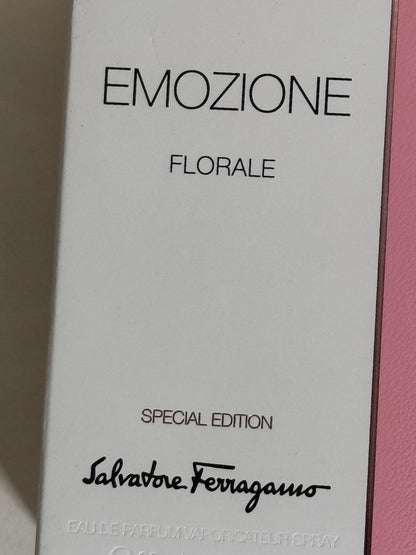 EMOZIONE
FLORALE
SPECIAL EDITION
Salvatore Ferragamo
EAU DE PARFUM VAPORISATEUR SPRAY